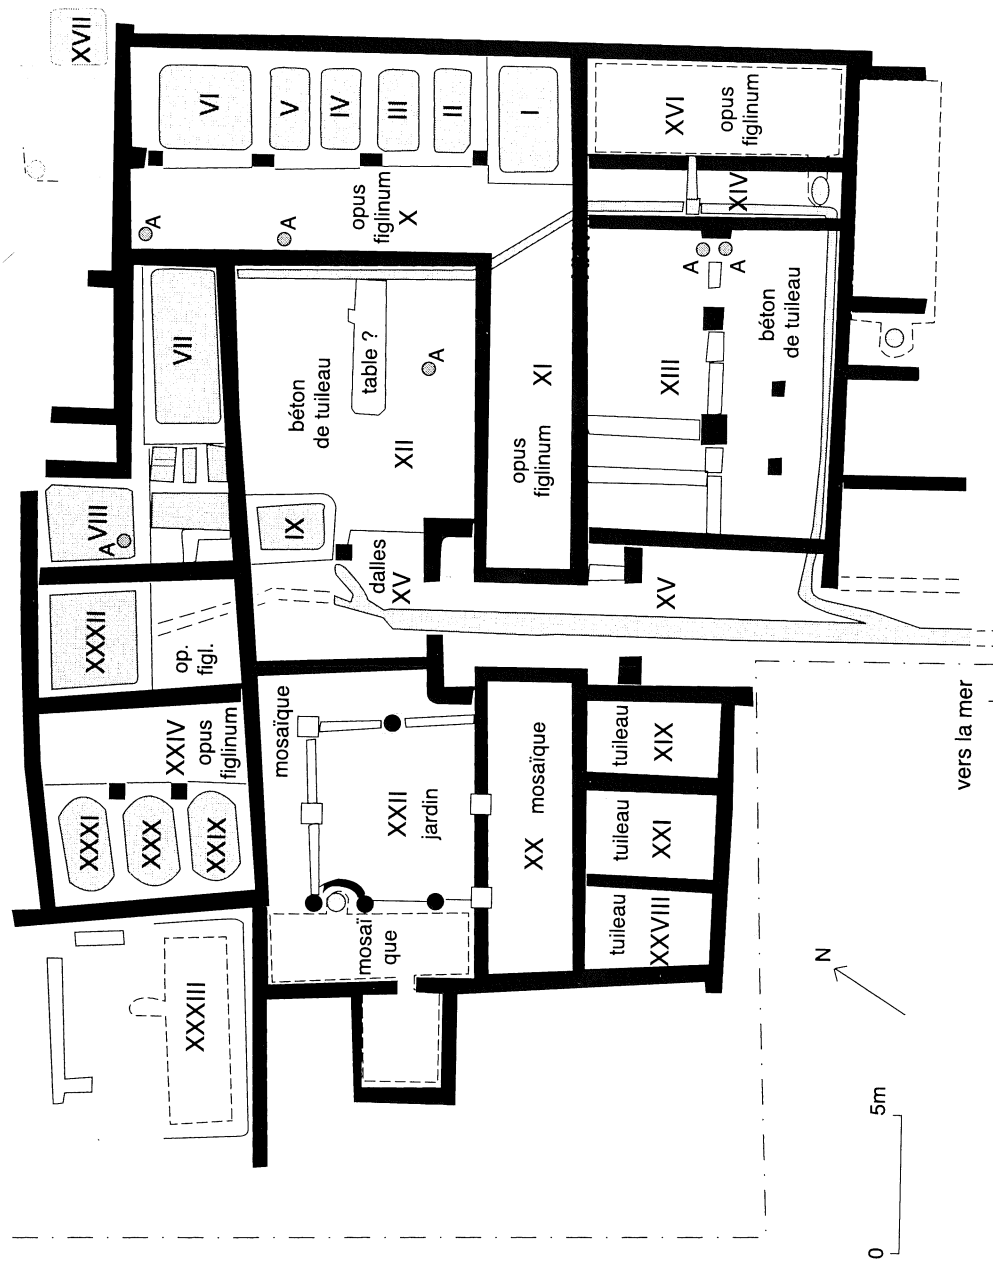 XVII
VI
V
IV
III
II
I
XVI
opus
figlinum
XIV
A
A
opus
figlinum
X
A
A
VII
béton
de tuileau
table ?
A
XII
XI
opus
figlinum
XIII
béton
de tuileau
VIII
A
IX
dalles
XV
XV
XXXII
op.
figl.
XXIV
opus
figlinum
mosaïque
XXXI
XXX
XXIX
XXII
jardin
XX
mosaïque
tuileau
XIX
tuileau
XXI
tuileau
XXVIII
vers la mer
mosaï
que
XXXIII
N
0
5m